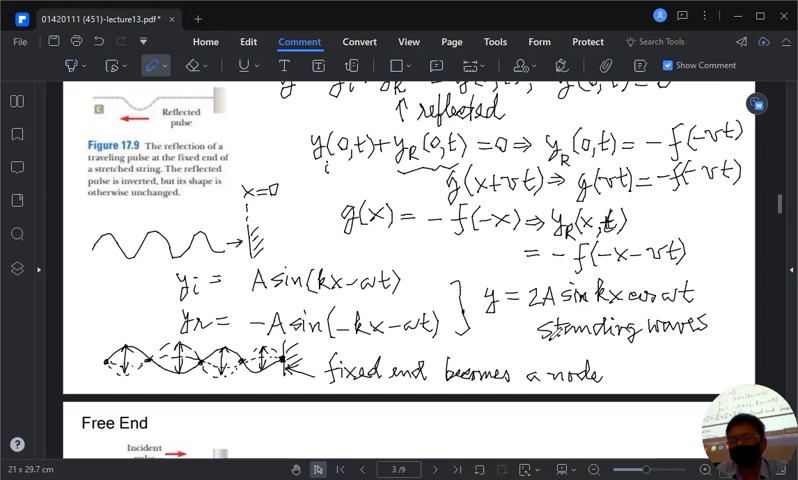 01420111 (451)-lecture13.pdf *
File
Home
Edit
Comment
Convert
View
Page
Tools
Form
Protect
Search Tools
Show Comment
↑ reflected
Reflected
pulse
C
Figure 17.9 The reflection of a
traveling pulse at the fixed end of
a stretched string. The reflected
pulse is inverted, but its shape is
otherwise unchanged.
yi(0,t)+yR(0,t) = 0 ⇒ yR(0,t) = - f(-vt)
g(x+vt) ⇒ g(vt) = -f(-vt)
x=0
g(x) = - f(-x) ⇒ yR(x,t)
= - f(-x-vt)
yi = A sin(kx-ωt)
yr = -A sin(-kx-ωt)
y = 2A sin kx cos ωt
standing waves
fixed end becomes a node
Free End
Incident
21 x 29.7 cm
3 /9